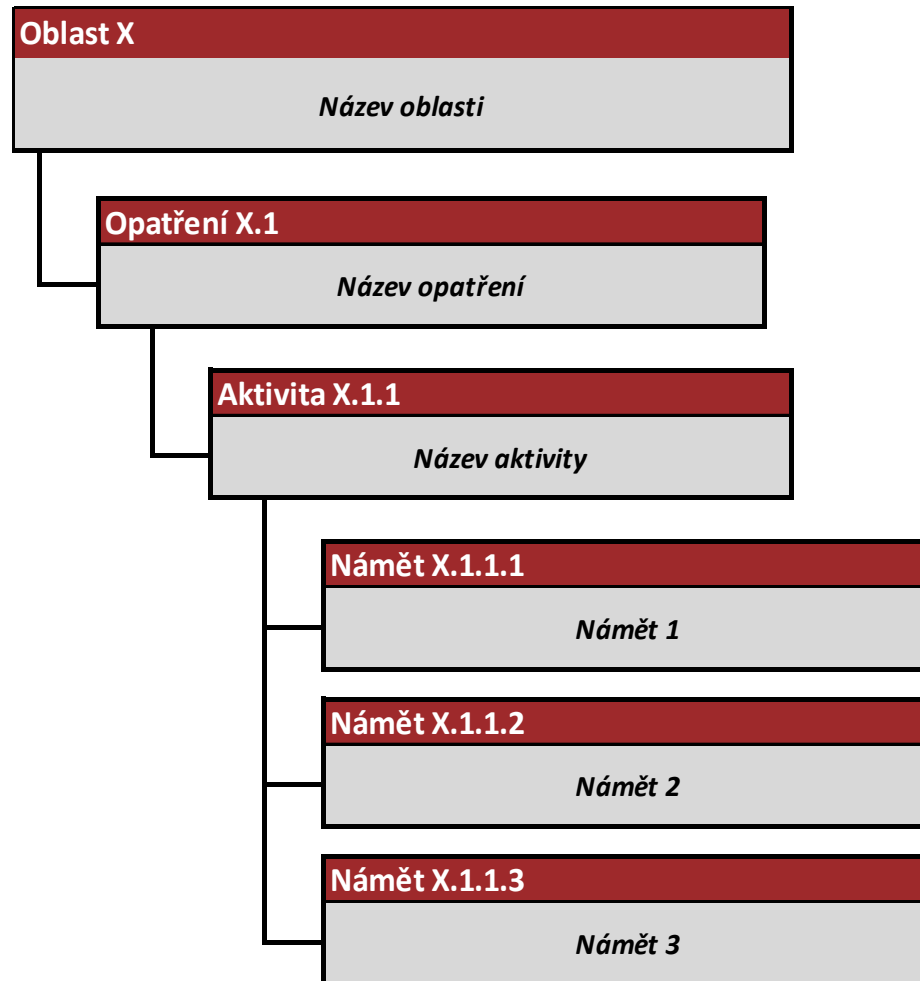 Oblast X
Název oblasti
Opatření X.1
Název opatření
Aktivita X.1.1
Název aktivity
Námět X.1.1.1
Námět 1
Námět X.1.1.2
Námět 2
Námět X.1.1.3
Námět 3